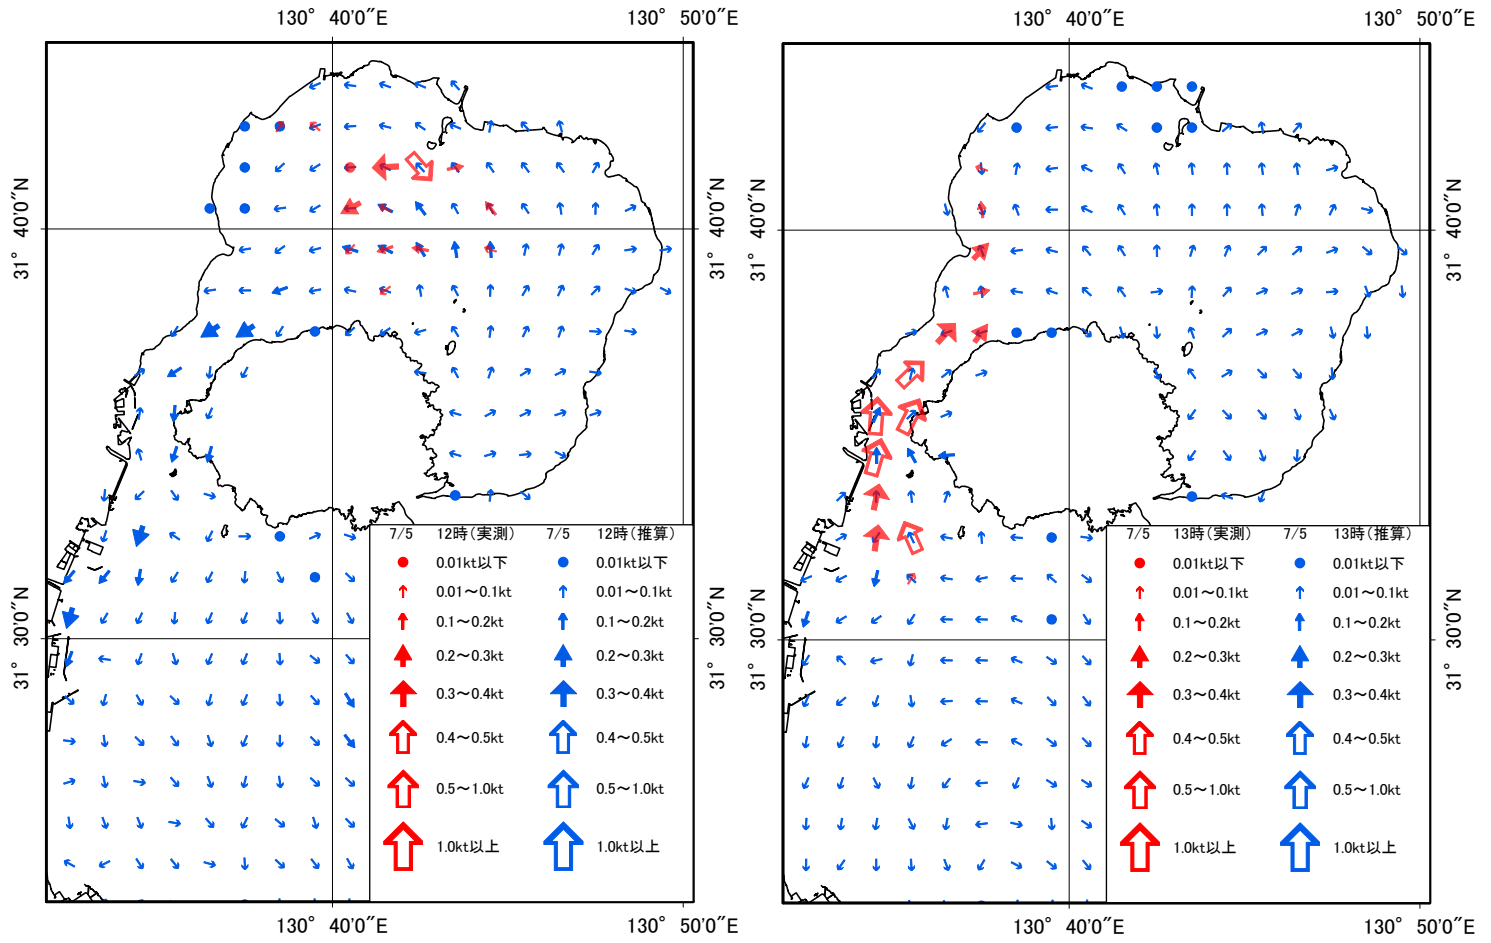 130° 40'0"E
130° 50'0"E
130° 40'0"E
130° 50'0"E
31° 40'0"N
31° 40'0"N
31° 40'0"N
31° 40'0"N
31° 30'0"N
31° 30'0"N
31° 30'0"N
31° 30'0"N
7/5 12時(実測) 7/5 12時(推算)
0.01kt以下 0.01kt以下
0.01~0.1kt 0.01~0.1kt
0.1~0.2kt 0.1~0.2kt
0.2~0.3kt 0.2~0.3kt
0.3~0.4kt 0.3~0.4kt
0.4~0.5kt 0.4~0.5kt
0.5~1.0kt 0.5~1.0kt
1.0kt以上 1.0kt以上
7/5 13時(実測) 7/5 13時(推算)
0.01kt以下 0.01kt以下
0.01~0.1kt 0.01~0.1kt
0.1~0.2kt 0.1~0.2kt
0.2~0.3kt 0.2~0.3kt
0.3~0.4kt 0.3~0.4kt
0.4~0.5kt 0.4~0.5kt
0.5~1.0kt 0.5~1.0kt
1.0kt以上 1.0kt以上
130° 40'0"E
130° 50'0"E
130° 40'0"E
130° 50'0"E